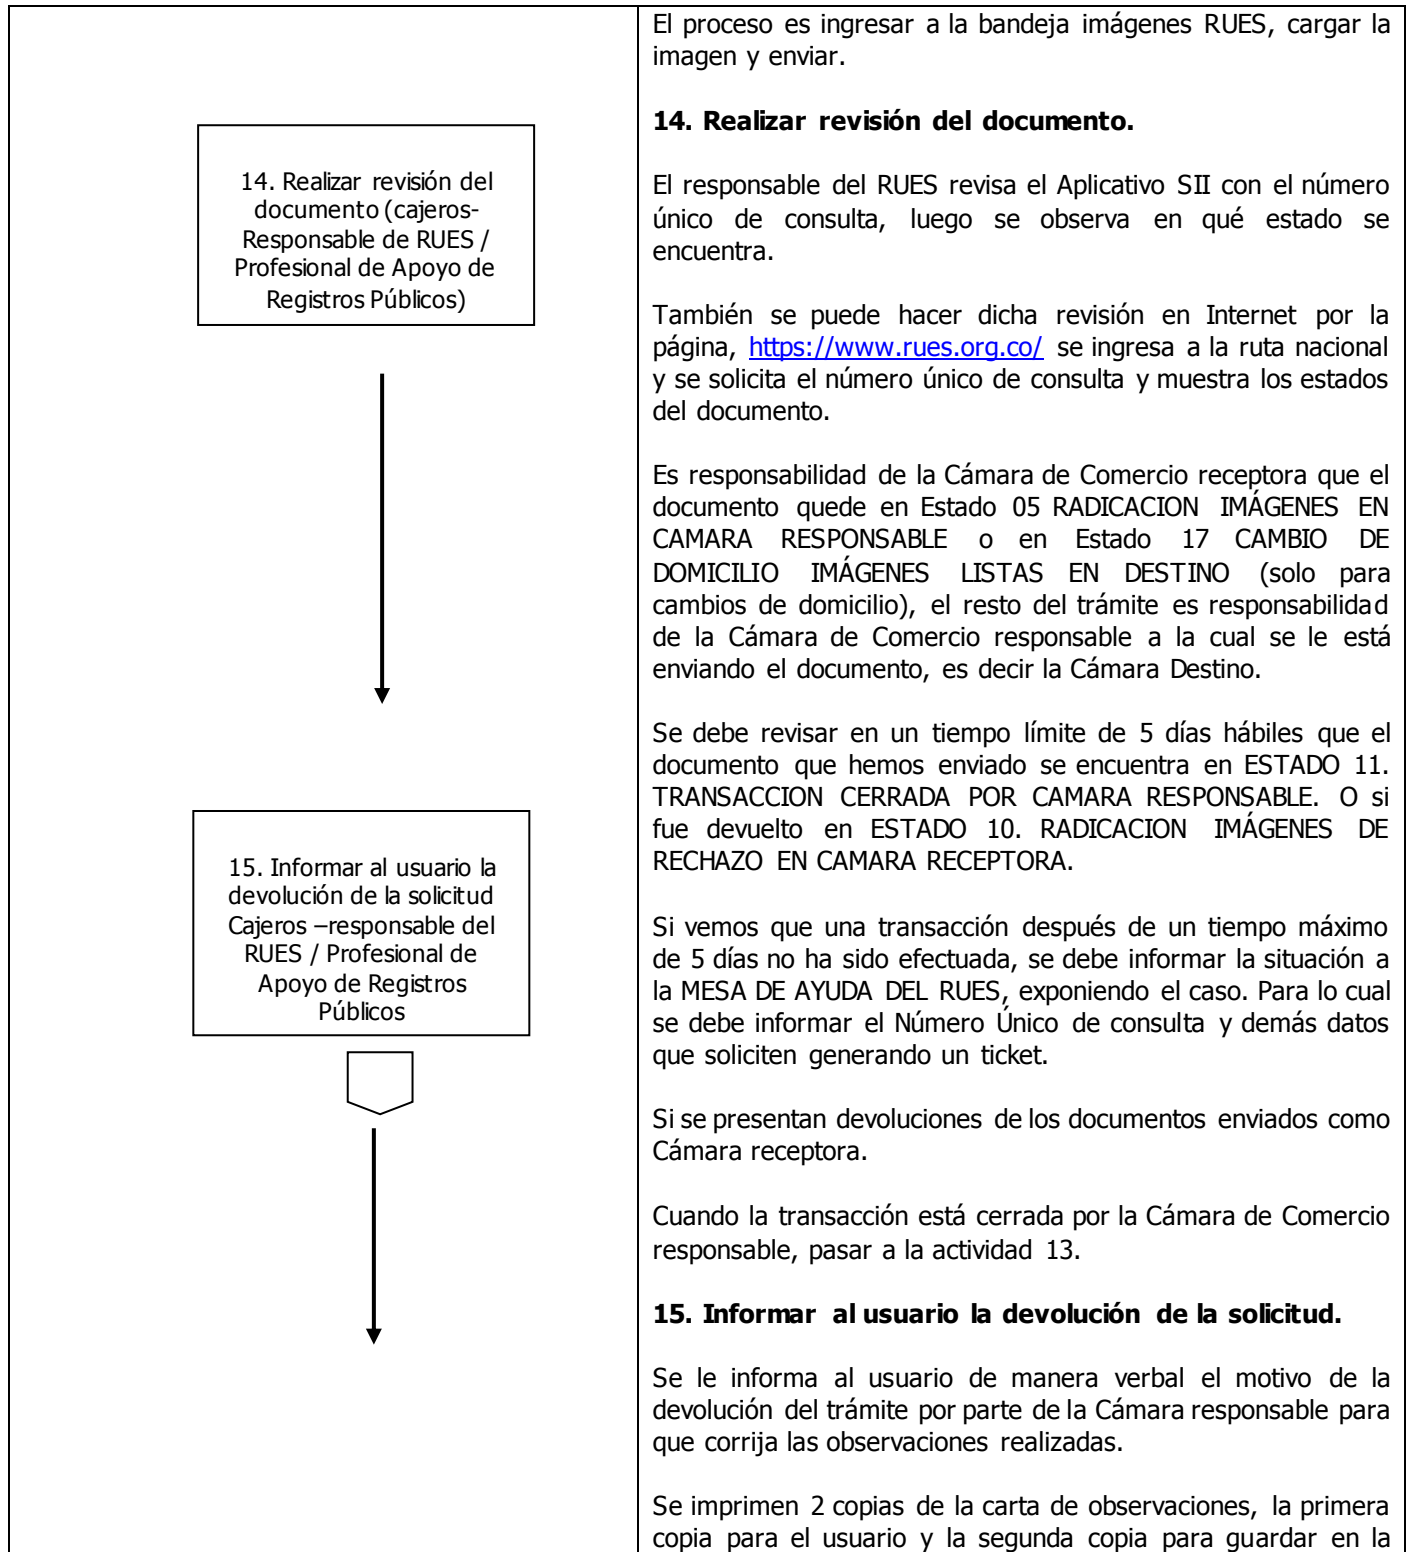 El proceso es ingresar a la bandeja imágenes RUES, cargar la
imagen y enviar.
14. Realizar revisión del documento.
14. Realizar revisión del
documento (cajeros-
Responsable de RUES /
Profesional de Apoyo de
Registros Públicos)
El responsable del RUES revisa el Aplicativo SII con el número
único de consulta, luego se observa en qué estado se
encuentra.
También se puede hacer dicha revisión en Internet por la
página, https://www.rues.org.co/ se ingresa a la ruta nacional
y se solicita el número único de consulta y muestra los estados
del documento.
Es responsabilidad de la Cámara de Comercio receptora que el
documento quede en Estado 05 RADICACION IMÁGENES EN
CAMARA RESPONSABLE o en Estado 17 CAMBIO DE
DOMICILIO IMÁGENES LISTAS EN DESTINO (solo para
cambios de domicilio), el resto del trámite es responsabilidad
de la Cámara de Comercio responsable a la cual se le está
enviando el documento, es decir la Cámara Destino.
Se debe revisar en un tiempo límite de 5 días hábiles que el
documento que hemos enviado se encuentra en ESTADO 11.
TRANSACCION CERRADA POR CAMARA RESPONSABLE. O si
fue devuelto en ESTADO 10. RADICACION IMÁGENES DE
RECHAZO EN CAMARA RECEPTORA.
15. Informar al usuario la
devolución de la solicitud
Cajeros –responsable del
RUES / Profesional de
Apoyo de Registros
Públicos
Si vemos que una transacción después de un tiempo máximo
de 5 días no ha sido efectuada, se debe informar la situación a
la MESA DE AYUDA DEL RUES, exponiendo el caso. Para lo cual
se debe informar el Número Único de consulta y demás datos
que soliciten generando un ticket.
Si se presentan devoluciones de los documentos enviados como
Cámara receptora.
Cuando la transacción está cerrada por la Cámara de Comercio
responsable, pasar a la actividad 13.
15. Informar al usuario la devolución de la solicitud.
Se le informa al usuario de manera verbal el motivo de la
devolución del trámite por parte de la Cámara responsable para
que corrija las observaciones realizadas.
Se imprimen 2 copias de la carta de observaciones, la primera
copia para el usuario y la segunda copia para guardar en la